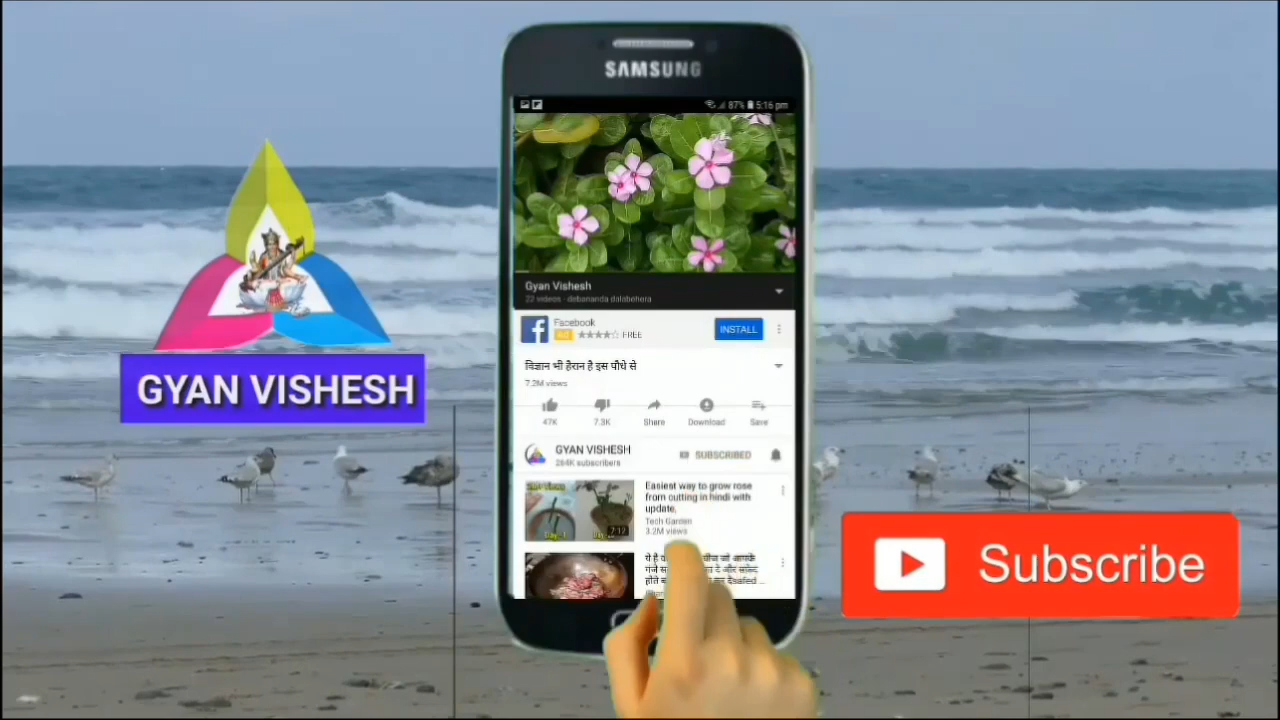 SAMSUNG
87% 5:16 pm
Gyan Vishesh
22 videos · debananda dalabehera
Facebook
Ad FREE
INSTALL
विज्ञान भी हैरान है इस पौधे से
7.2M views
47K
7.3K
Share
Download
Save
GYAN VISHESH
264K subscribers
SUBSCRIBED
Easiest way to grow rose
from cutting in hindi with
update,
Tech Garden
3.2M views
7:12
GYAN VISHESH
Subscribe